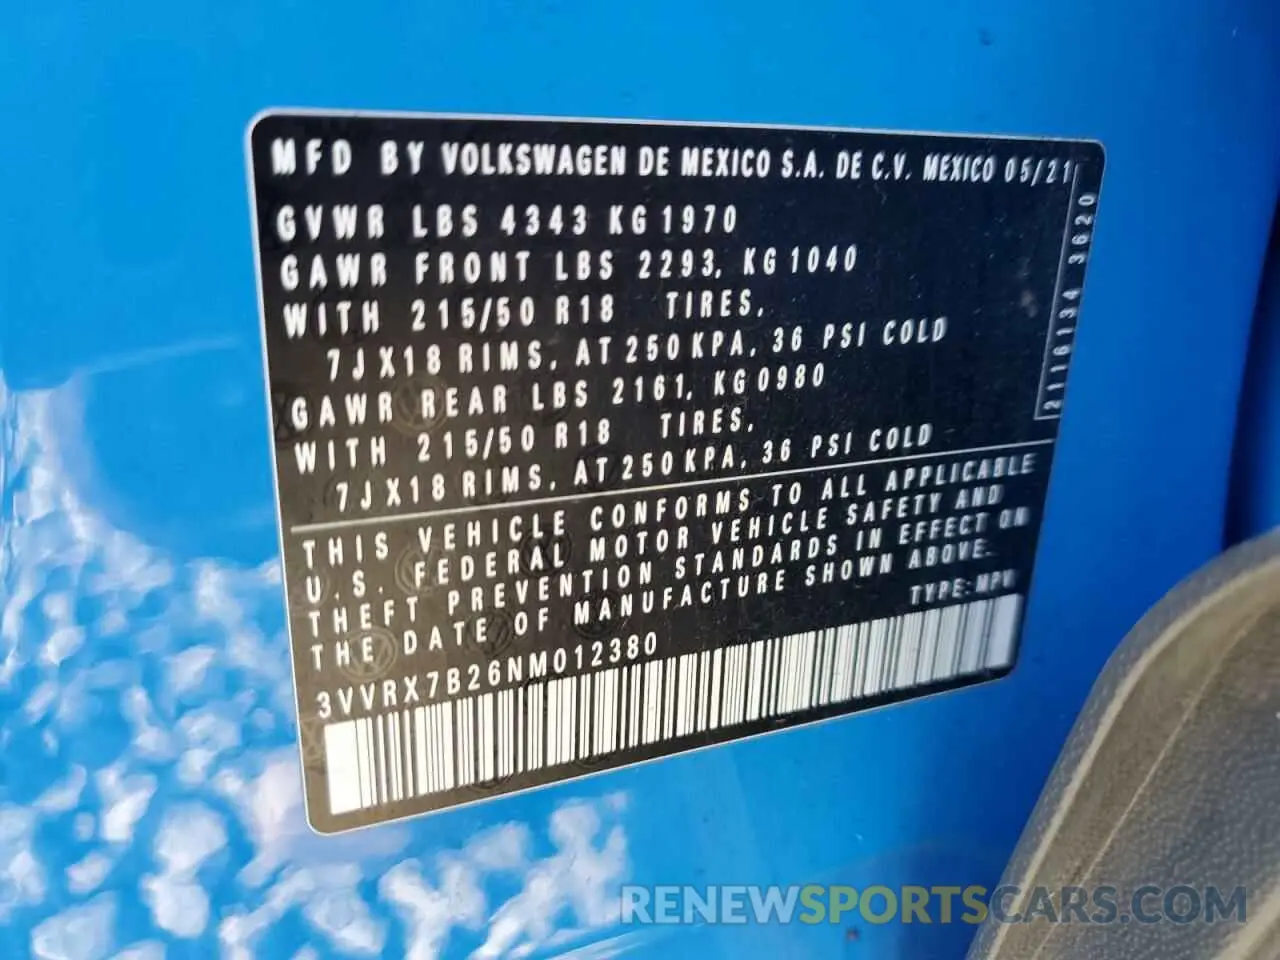 MFD BY VOLKSWAGEN DE MEXICO S.A. DE C.V. MEXICO 05/21
GVWR LBS 4343 KG 1970
GAWR FRONT LBS 2293, KG 1040
WITH 215/50 R18 TIRES,
7JX18 RIMS, AT 250 KPA, 36 PSI COLD
GAWR REAR LBS 2161, KG 0980
WITH 215/50 R18 TIRES,
7JX18 RIMS, AT 250 KPA, 36 PSI COLD
21116134 3620
THIS VEHICLE CONFORMS TO ALL APPLICABLE
U.S. FEDERAL MOTOR VEHICLE SAFETY AND
THEFT PREVENTION STANDARDS IN EFFECT ON
THE DATE OF MANUFACTURE SHOWN ABOVE.
TYPE: MPV
3VVRX7B26NM012380
RENEWSPORTSCARS.COM